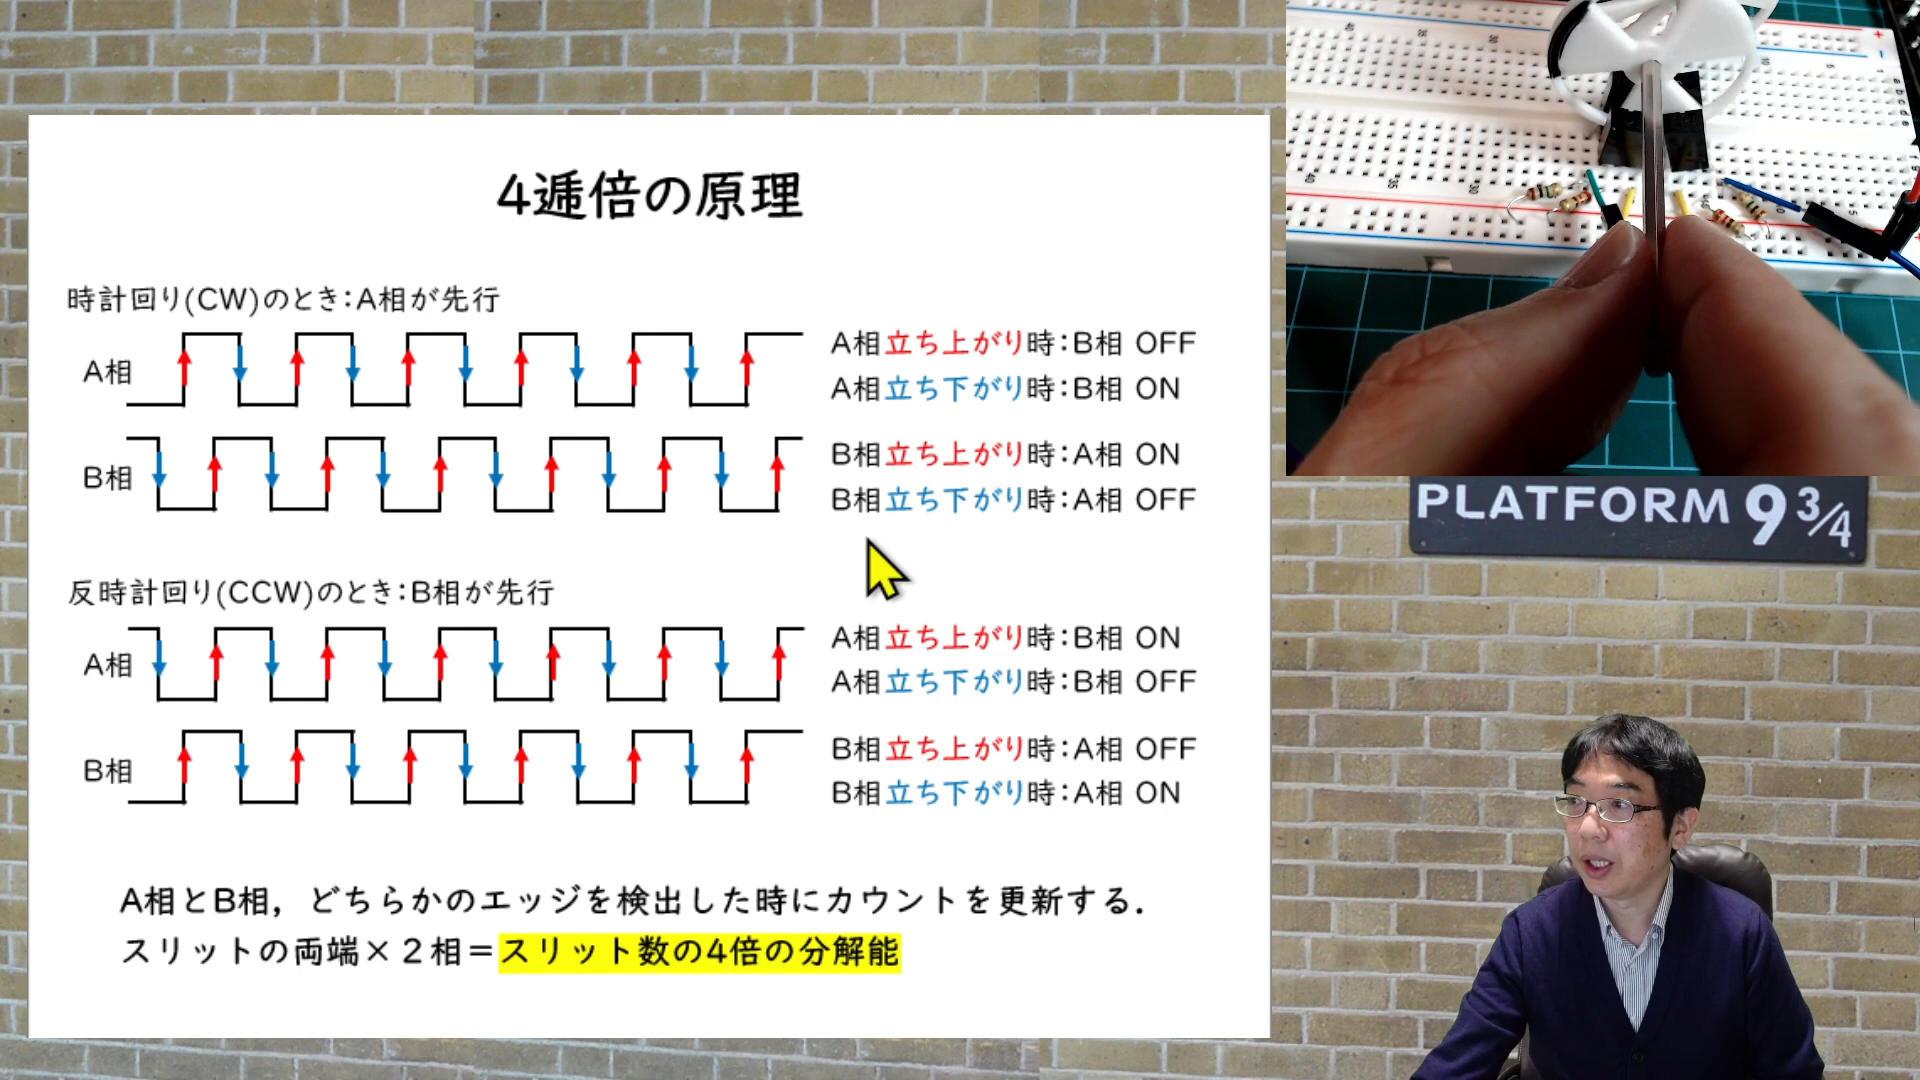 4逓倍の原理
時計回り(CW)のとき：A相が先行
A相
A相立ち上がり時：B相 OFF
A相立ち下がり時：B相 ON
B相
B相立ち上がり時：A相 ON
B相立ち下がり時：A相 OFF
反時計回り(CCW)のとき：B相が先行
A相
A相立ち上がり時：B相 ON
A相立ち下がり時：B相 OFF
B相
B相立ち上がり時：A相 OFF
B相立ち下がり時：A相 ON
A相とB相，どちらかのエッジを検出した時にカウントを更新する．
スリットの両端×２相＝スリット数の4倍の分解能
PLATFORM 9 3/4